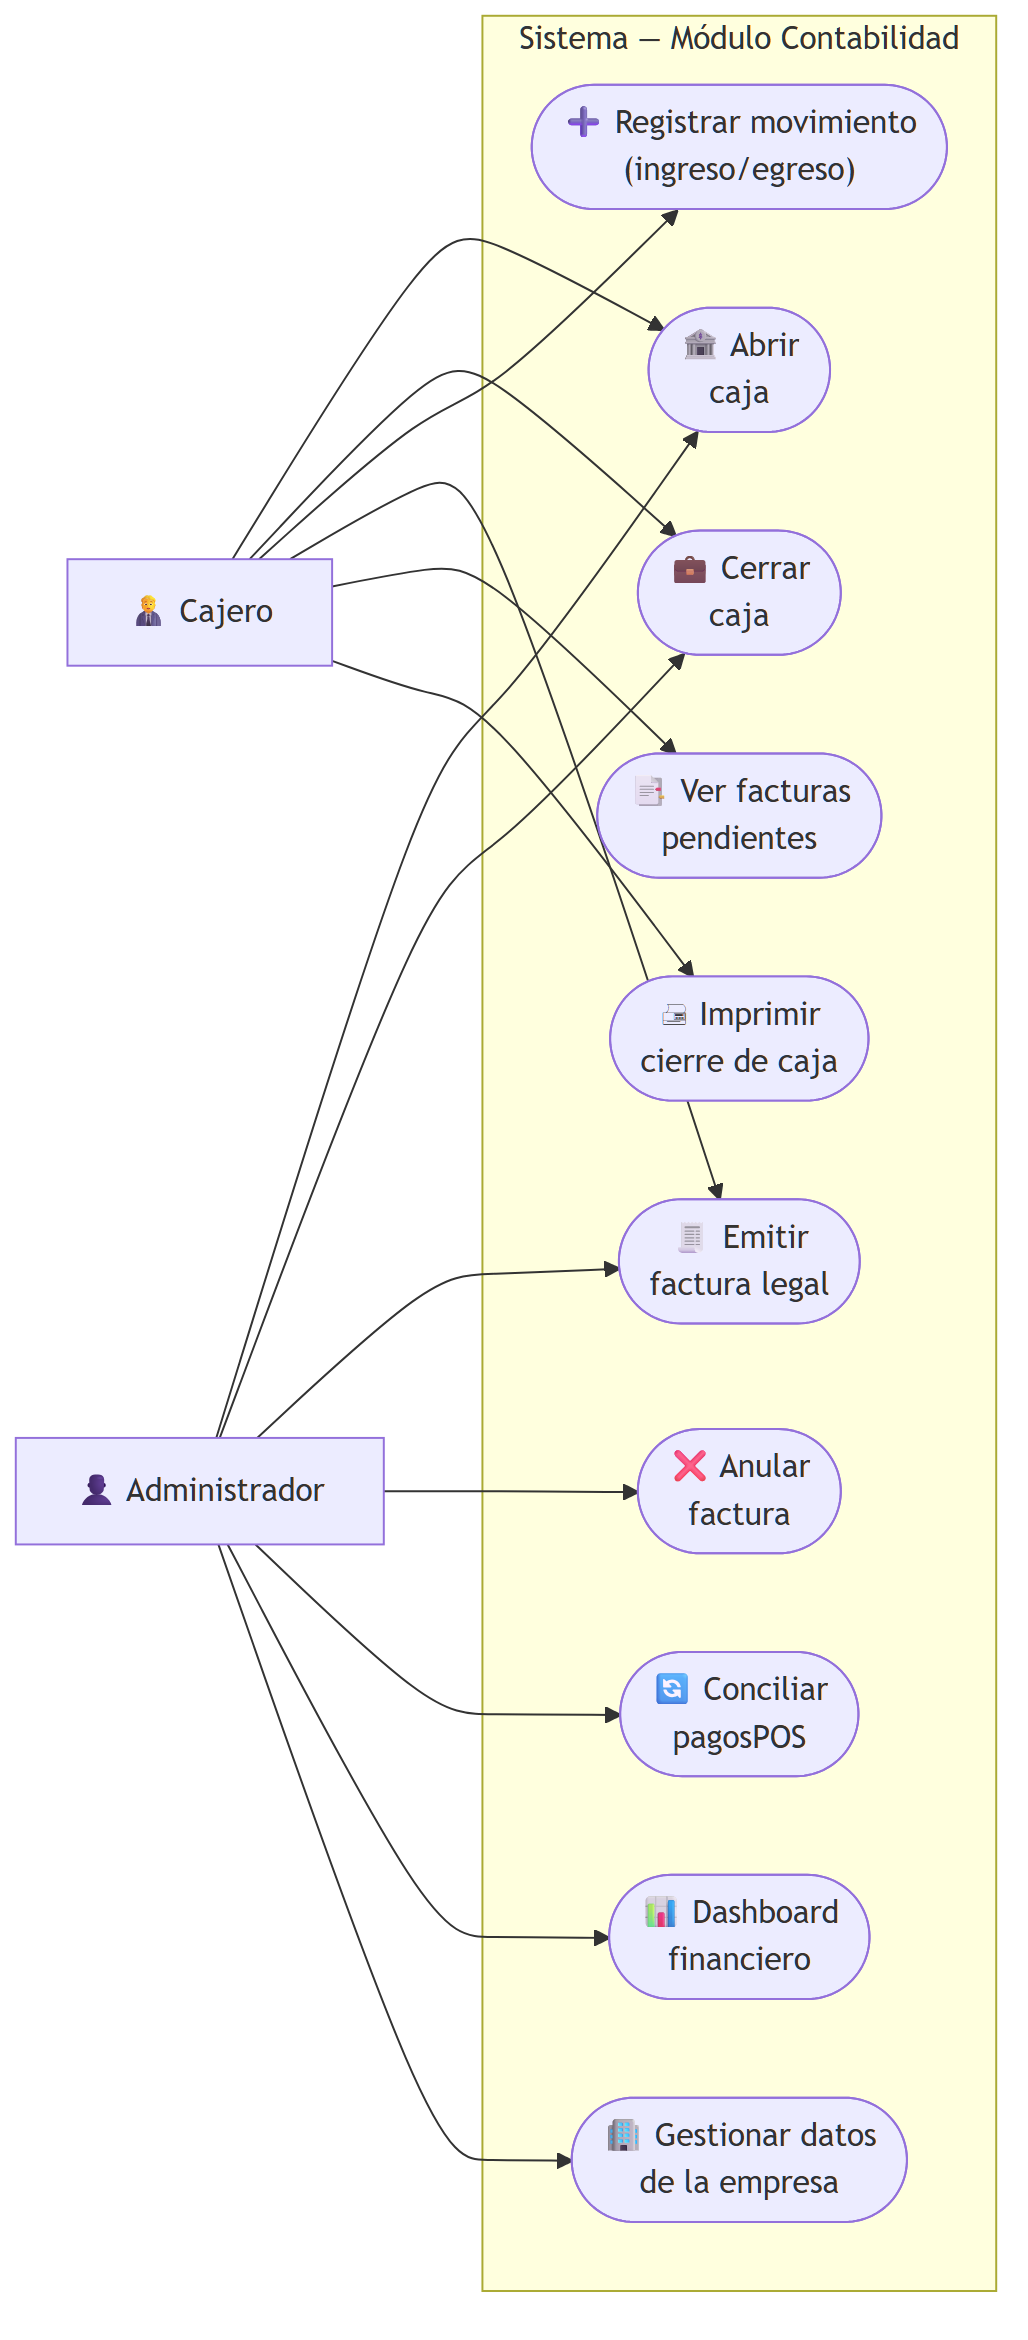 Sistema — Módulo Contabilidad
➕ Registrar movimiento
(ingreso/egreso)
🏦 Abrir
caja
💼 Cerrar
caja
👨‍💼 Cajero
📑 Ver facturas
pendientes
🖨 Imprimir
cierre de caja
🧾 Emitir
factura legal
👤 Administrador
❌ Anular
factura
🔄 Conciliar
pagosPOS
📊 Dashboard
financiero
🏢 Gestionar datos
de la empresa